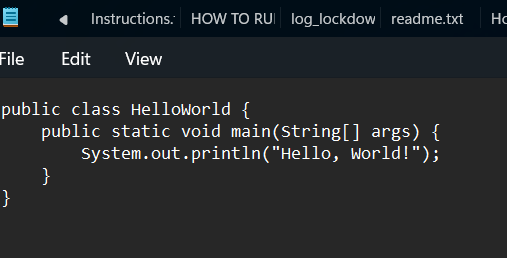 Instructions. HOW TO RU log_lockdow readme.txt Ho
File Edit View
public class HelloWorld {
    public static void main(String[] args) {
        System.out.println("Hello, World!");
    }
}